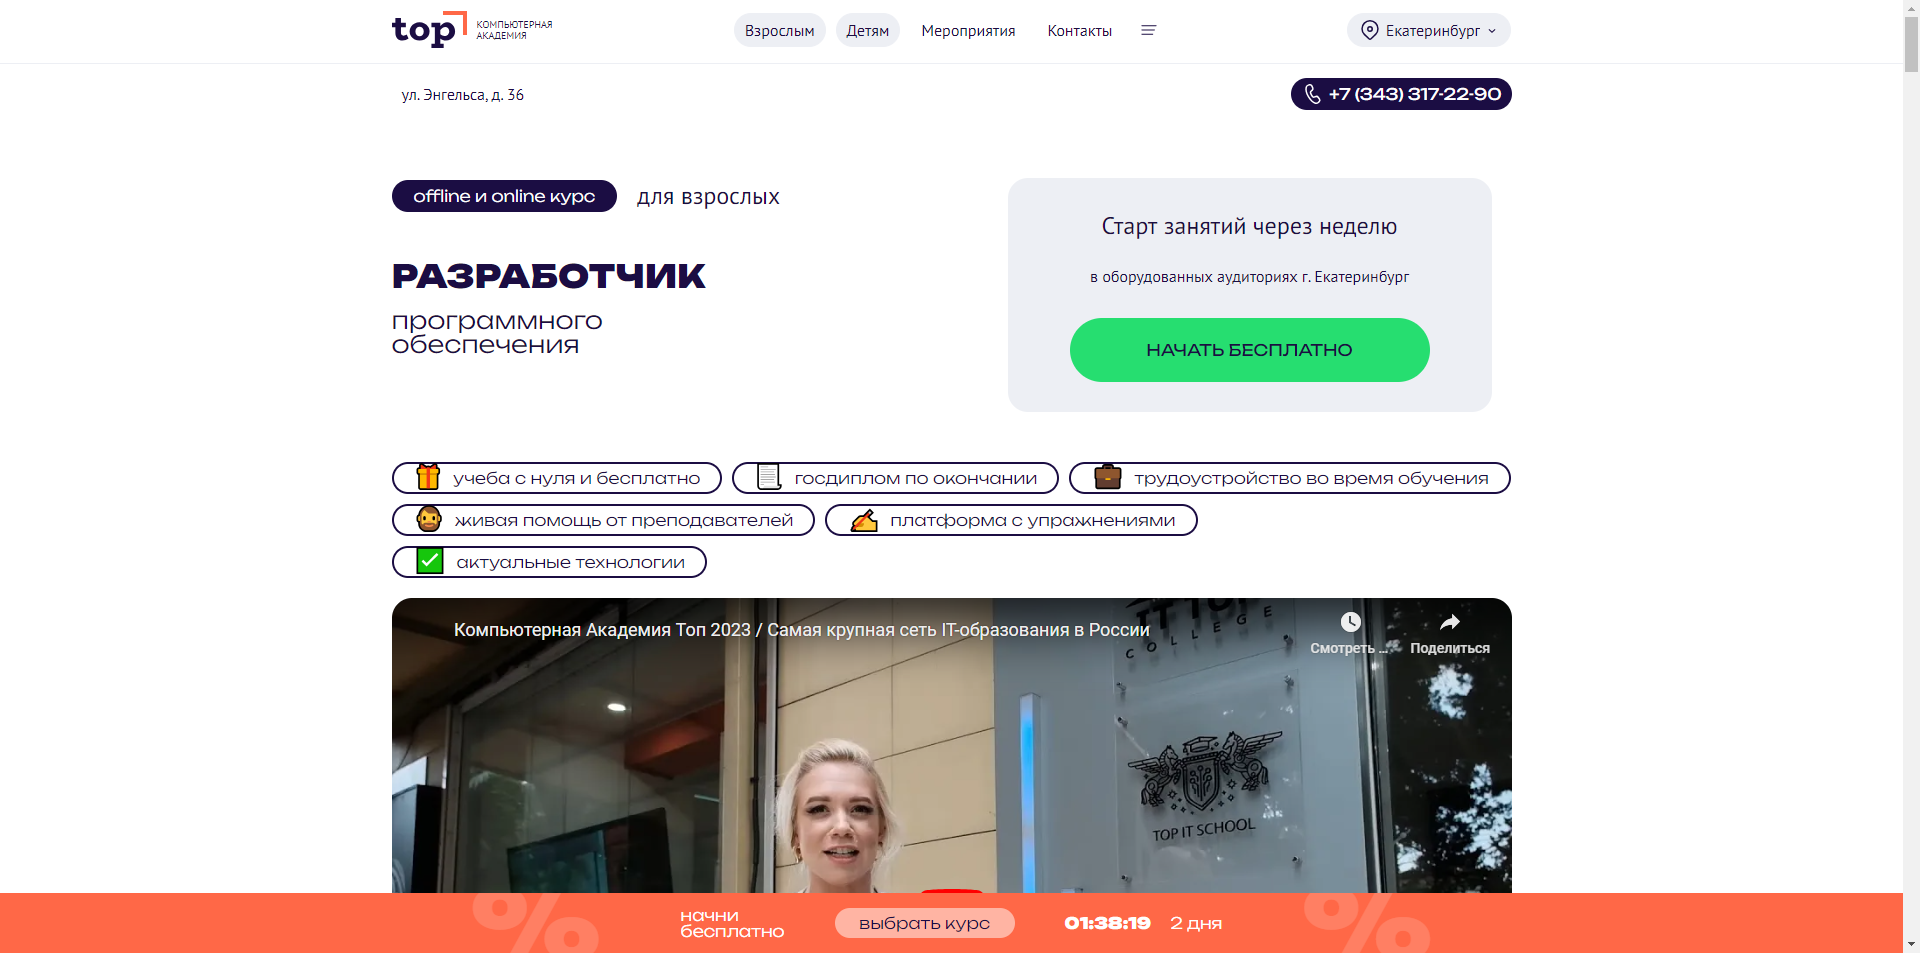 top КОМПЬЮТЕРНАЯ
АКАДЕМИЯ
Взрослым Детям Мероприятия Контакты
Екатеринбург
ул. Энгельса, д. 36
+7 (343) 317-22-90
offline и online курс для взрослых
РАЗРАБОТЧИК
программного
обеспечения
Старт занятий через неделю
в оборудованных аудиториях г. Екатеринбург
НАЧАТЬ БЕСПЛАТНО
учеба с нуля и бесплатно
госдиплом по окончании
трудоустройство во время обучения
живая помощь от преподавателей
платформа с упражнениями
актуальные технологии
Компьютерная Академия Топ 2023 / Самая крупная сеть IT-образования в России
Смотреть ...
Поделиться
IT TOP
COLLEGE
TOP IT SCHOOL
начни
бесплатно
выбрать курс
01:38:19 2 дня